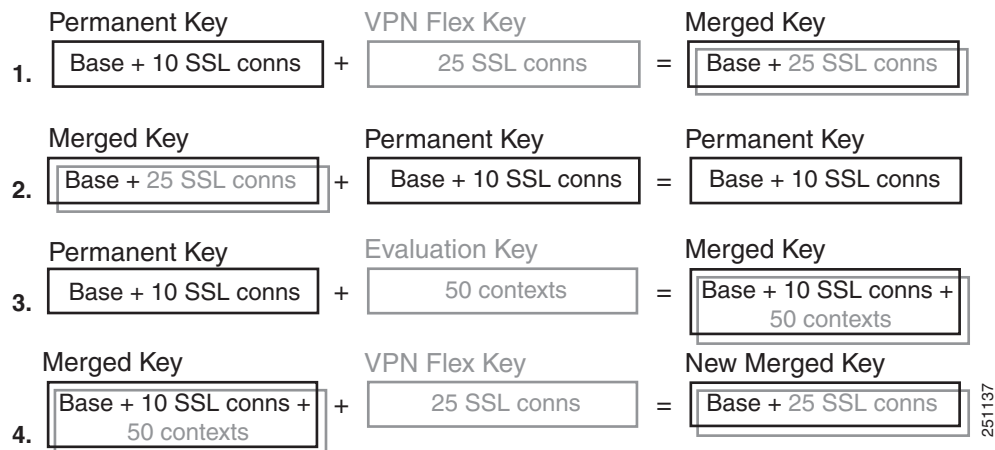 Permanent Key VPN Flex Key Merged Key
1. Base + 10 SSL conns + 25 SSL conns = Base + 25 SSL conns
Merged Key Permanent Key Permanent Key
2. Base + 25 SSL conns + Base + 10 SSL conns = Base + 10 SSL conns
Permanent Key Evaluation Key Merged Key
3. Base + 10 SSL conns + 50 contexts = Base + 10 SSL conns +
50 contexts
Merged Key VPN Flex Key New Merged Key
4. Base + 10 SSL conns + + 25 SSL conns = Base + 25 SSL conns
50 contexts
251137